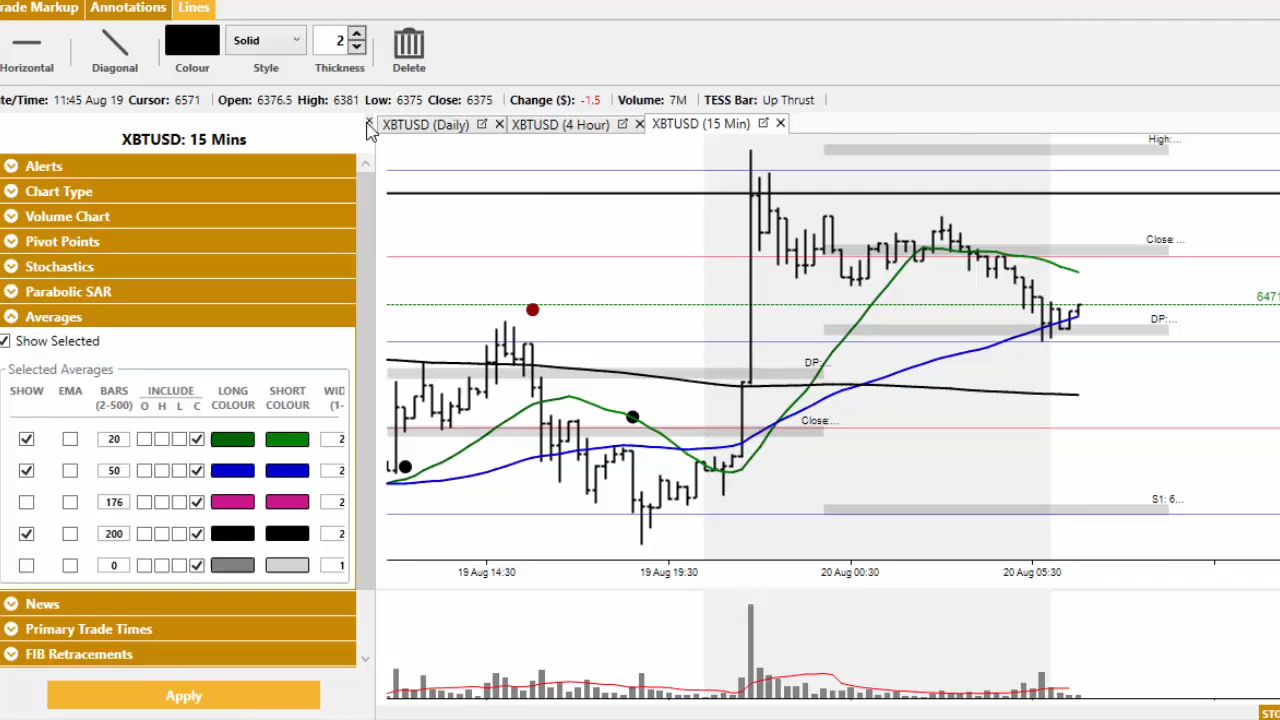 rade Markup Annotations Lines
Solid 2
Horizontal Diagonal Colour Style Thickness Delete
te/Time: 11:45 Aug 19 Cursor: 6571 Open: 6376.5 High: 6381 Low: 6375 Close: 6375 Change ($): -1.5 Volume: 7M TESS Bar: Up Thrust
XBTUSD (Daily) XBTUSD (4 Hour) XBTUSD (15 Min)
XBTUSD: 15 Mins
Alerts
Chart Type
Volume Chart
Pivot Points
Stochastics
Parabolic SAR
Averages
Show Selected
Selected Averages
SHOW EMA BARS INCLUDE LONG SHORT WID
(2-500) O H L C COLOUR COLOUR (1-
20 2
50 2
176 2
200 2
0 1
News
Primary Trade Times
FIB Retracements
Apply
High:...
Close:...
6471
DP:...
DP:...
Close:...
S1: 6...
19 Aug 14:30 19 Aug 19:30 20 Aug 00:30 20 Aug 05:30
STO